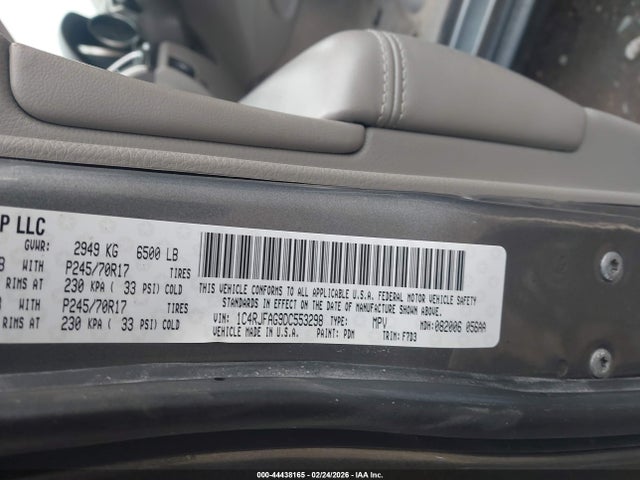 P LLC
GVWR: 2949 KG 6500 LB
WITH P245/70R17 TIRES
RIMS AT 230 KPA ( 33 PSI) COLD
WITH P245/70R17 TIRES
RIMS AT 230 KPA ( 33 PSI) COLD
THIS VEHICLE CONFORMS TO ALL APPLICABLE U.S.A. FEDERAL MOTOR VEHICLE SAFETY
STANDARDS IN EFFECT ON THE DATE OF MANUFACTURE SHOWN ABOVE.
VIN: 1C4RJFAG9DC553298 TYPE: MPV MDH: 082006 056AA
VEHICLE MADE IN U.S.A. PAINT: PDM TRIM: F7D3
000-44438165 - 02/24/2026 - IAA Inc.